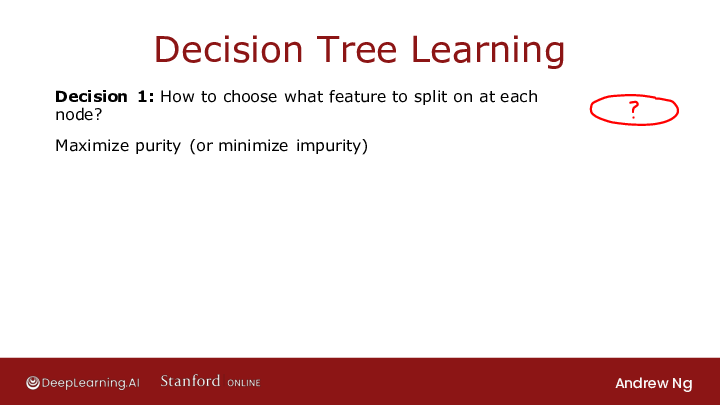 Decision Tree Learning
Decision 1: How to choose what feature to split on at each
node?
?
Maximize purity (or minimize impurity)
DeepLearning.AI
Stanford ONLINE
Andrew Ng